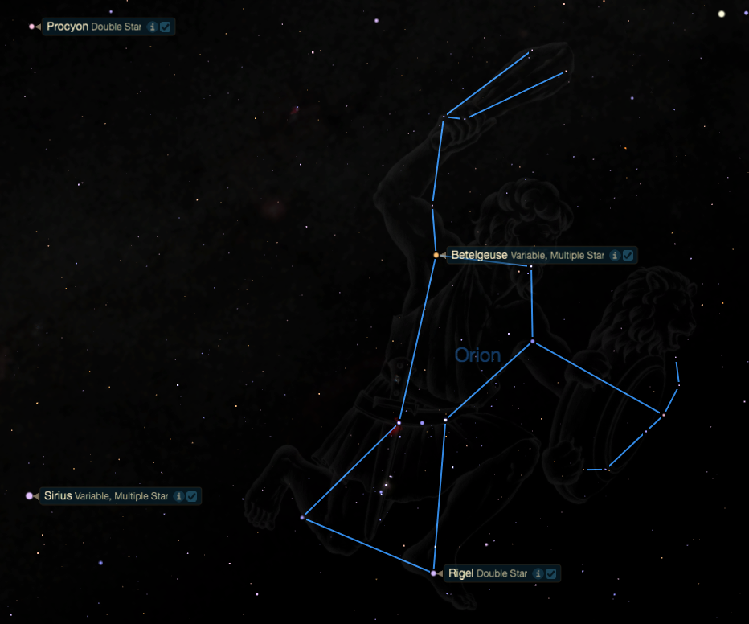 Procyon Double Star i
Betelgeuse Variable, Multiple Star i
Orion
Sirius Variable, Multiple Star i
Rigel Double Star i